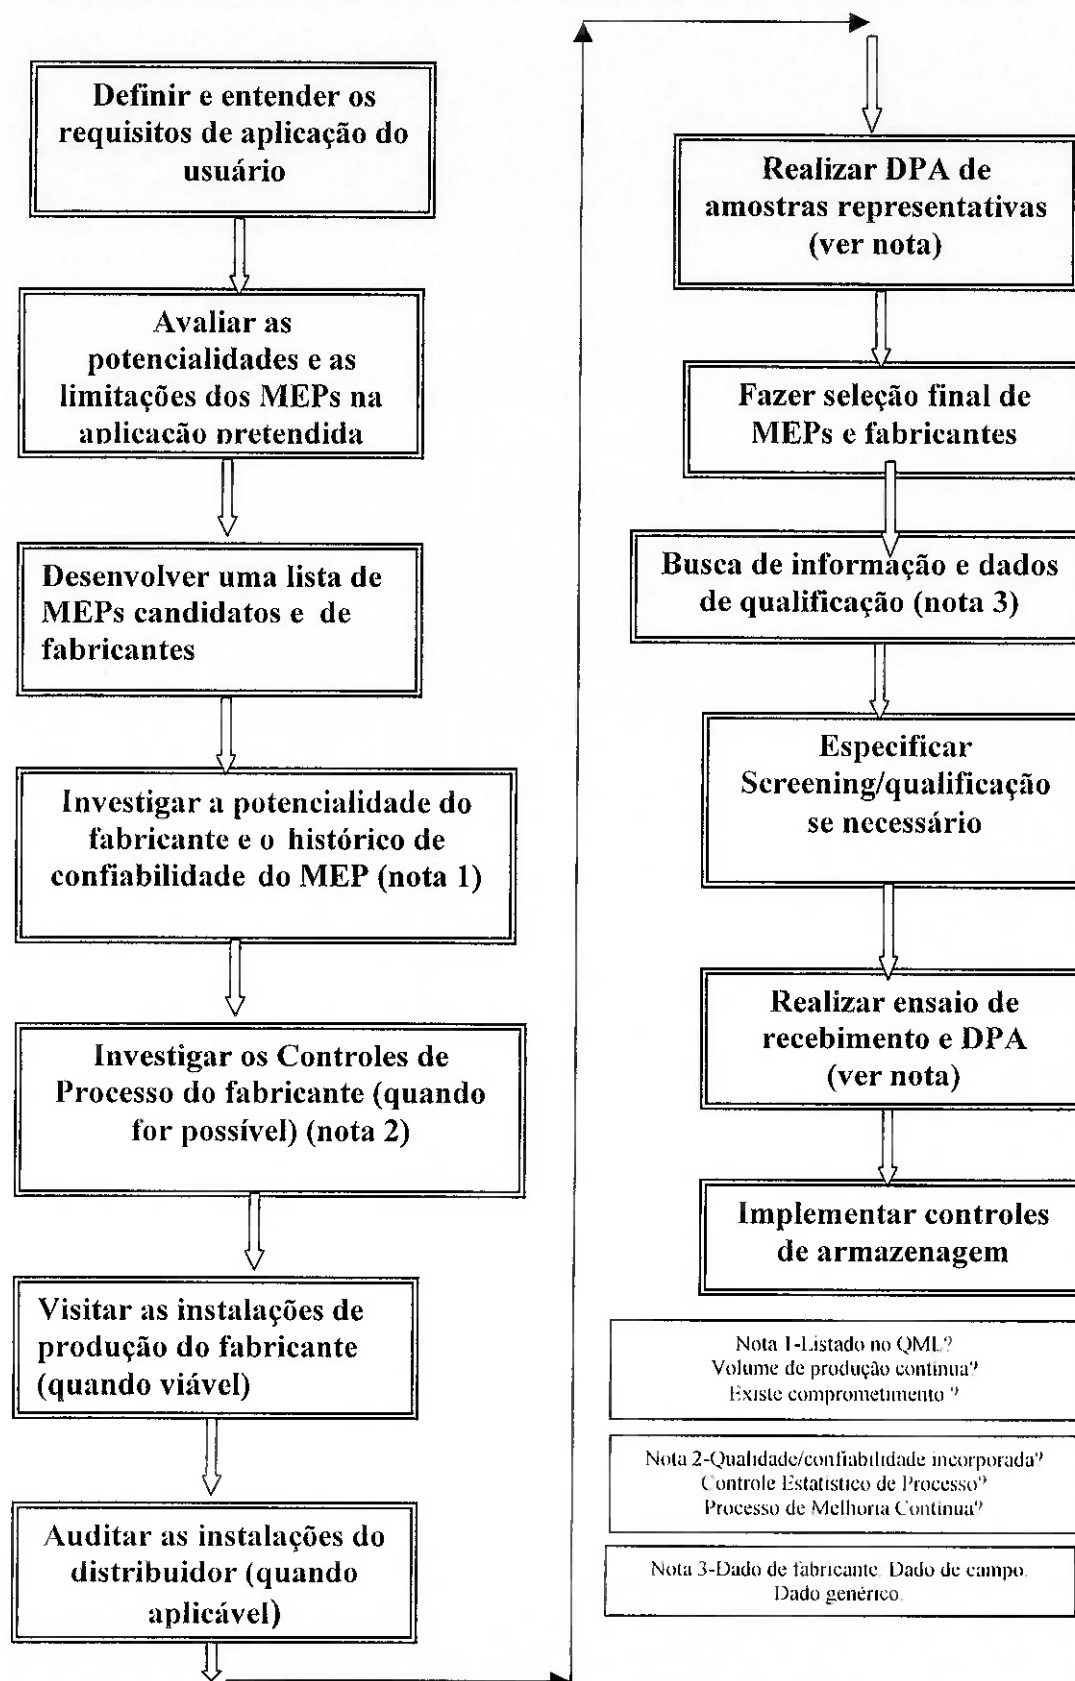 Definir e entender os
requisitos de aplicação do
usuário
Avaliar as
potencialidades e as
limitações dos MEPs na
aplicação pretendida
Desenvolver uma lista de
MEPs candidatos e de
fabricantes
Investigar a potencialidade do
fabricante e o histórico de
confiabilidade do MEP (nota 1)
Investigar os Controles de
Processo do fabricante (quando
for possível) (nota 2)
Visitar as instalações de
produção do fabricante
(quando viável)
Auditar as instalações do
distribuidor (quando
aplicável)
Realizar DPA de
amostras representativas
(ver nota)
Fazer seleção final de
MEPs e fabricantes
Busca de informação e dados
de qualificação (nota 3)
Especificar
Screening/qualificação
se necessário
Realizar ensaio de
recebimento e DPA
(ver nota)
Implementar controles
de armazenagem
Nota 1-Listado no QML?
Volume de produção continua?
Existe comprometimento ?
Nota 2-Qualidade/confiabilidade incorporada?
Controle Estatistico de Processo?
Processo de Melhoria Continua?
Nota 3-Dado de fabricante. Dado de campo.
Dado genérico.